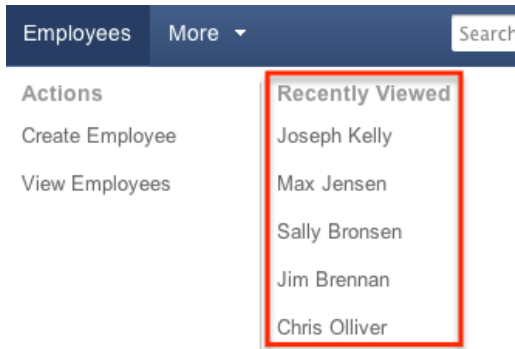 Employees More Search
Actions
Create Employee
View Employees
Recently Viewed
Joseph Kelly
Max Jensen
Sally Bronsen
Jim Brennan
Chris Olliver